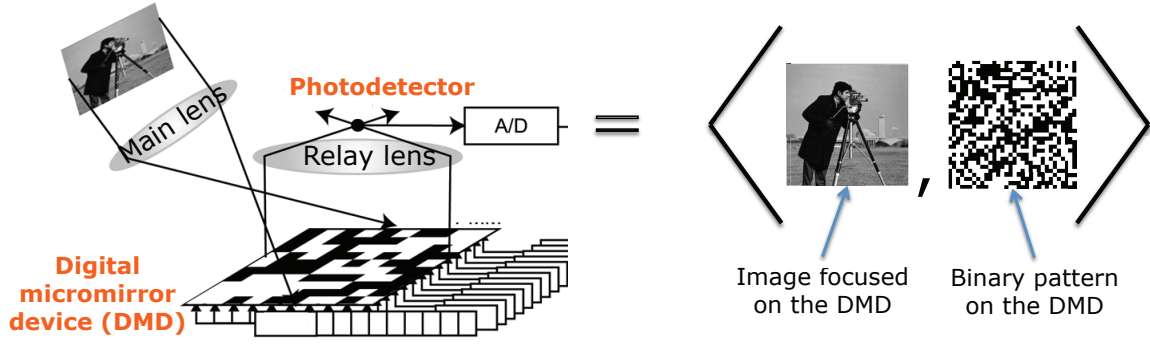 Main lens
Photodetector
Relay lens
A/D
=
,
Digital
micromirror
device (DMD)
Image focused
on the DMD
Binary pattern
on the DMD